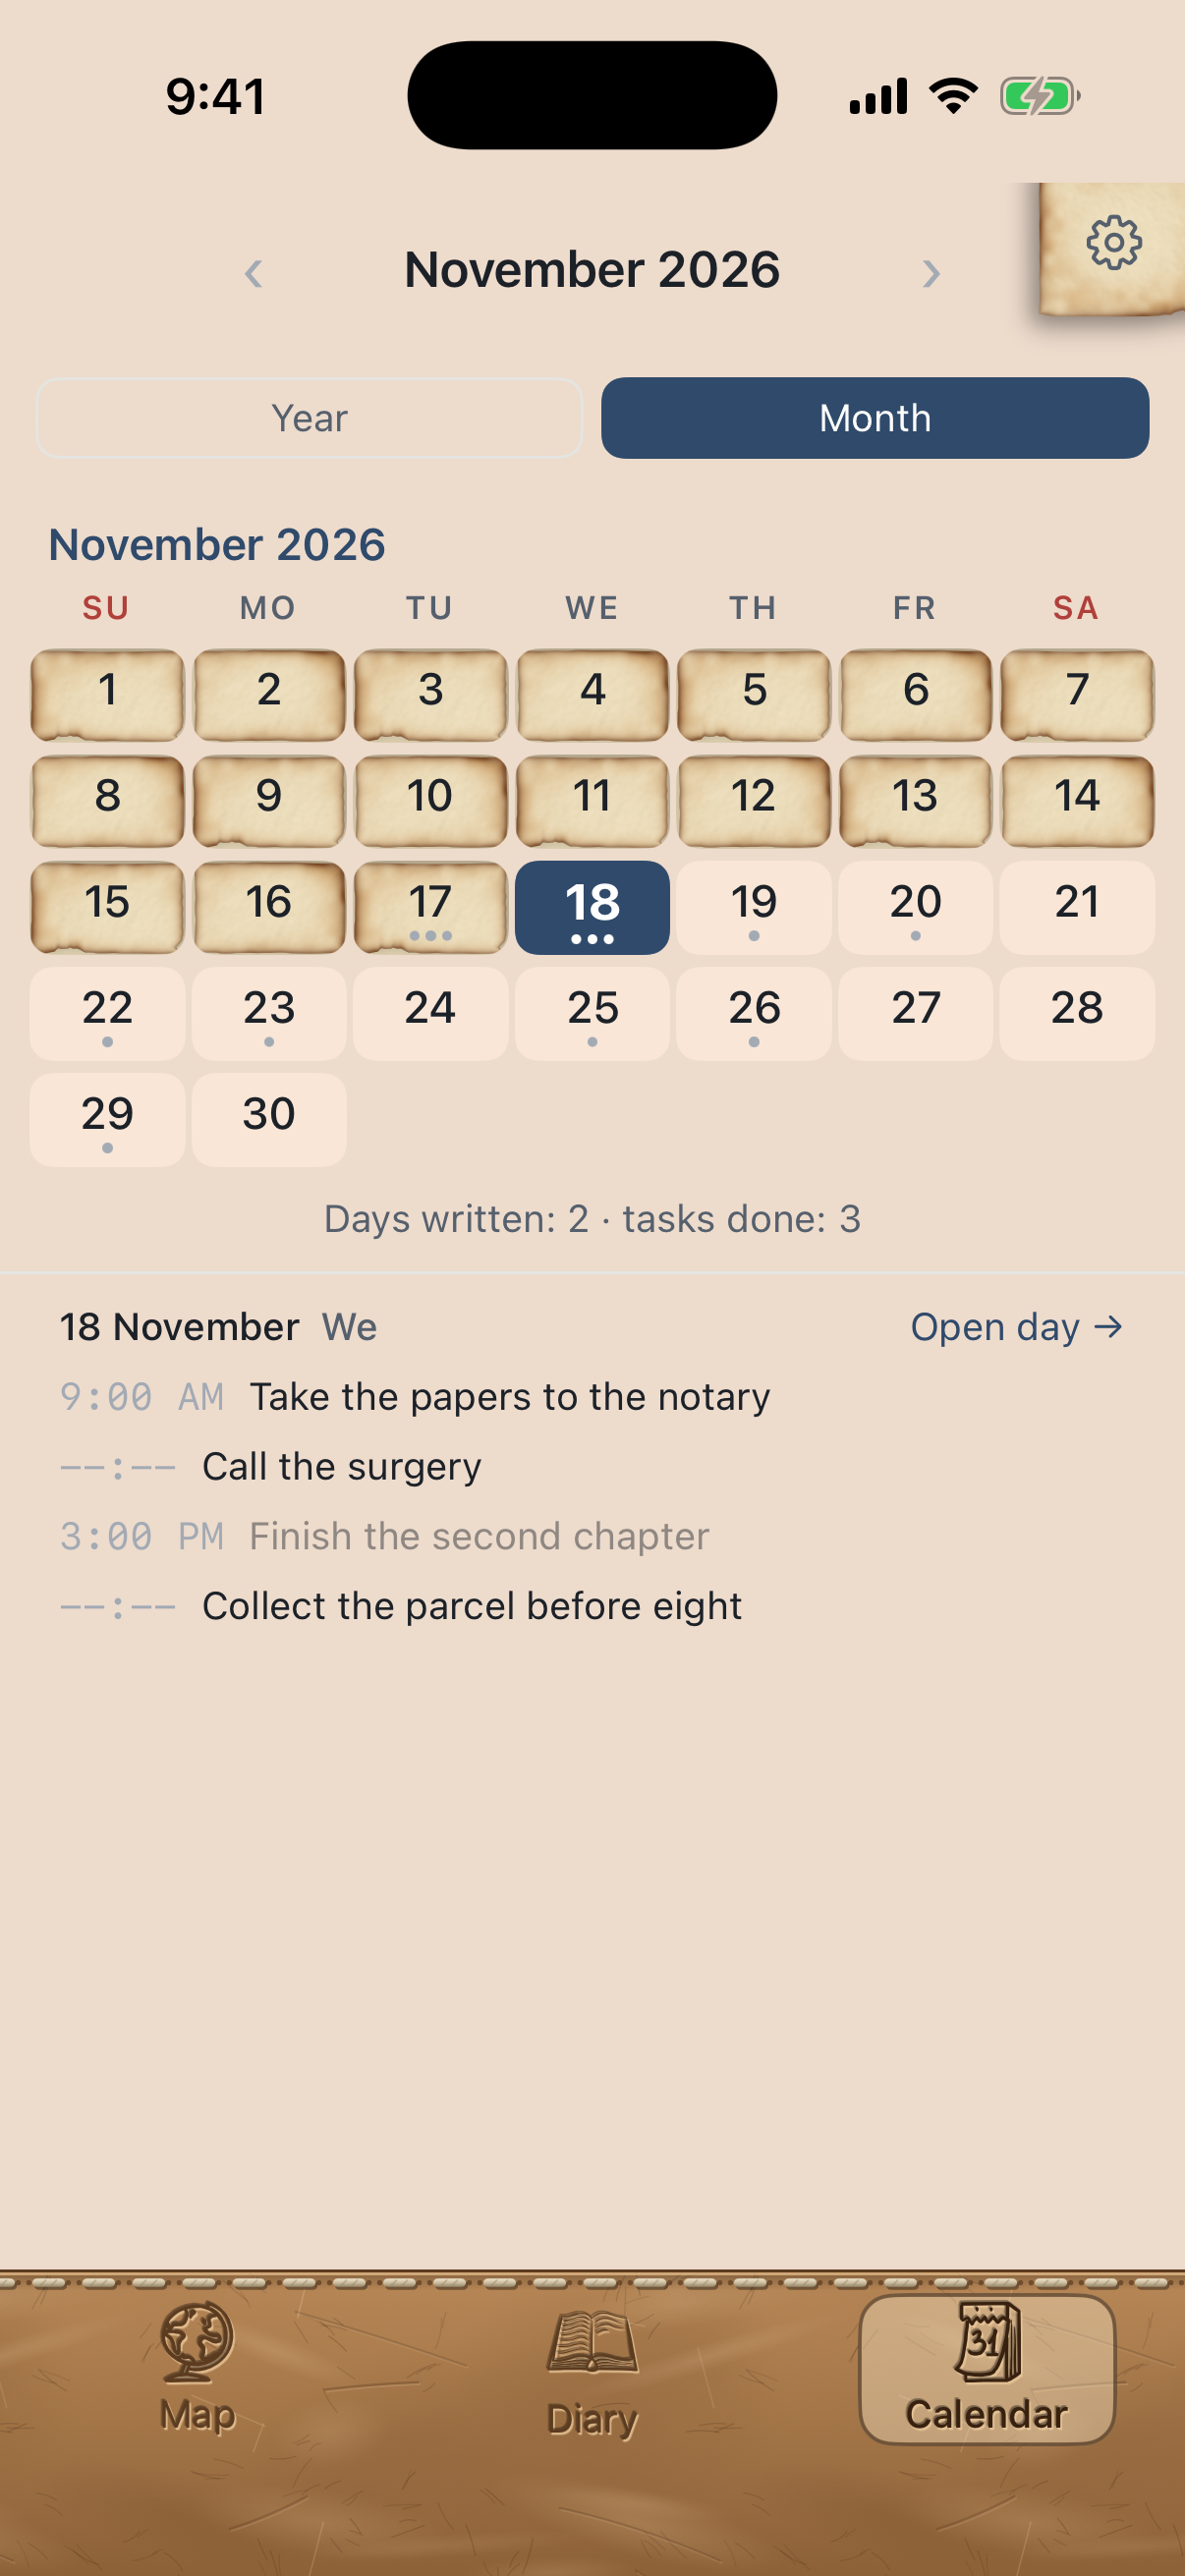 9:41
‹ November 2026 ›
Year Month
November 2026
SU MO TU WE TH FR SA
1 2 3 4 5 6 7
8 9 10 11 12 13 14
15 16 17 18 19 20 21
22 23 24 25 26 27 28
29 30
Days written: 2 · tasks done: 3
18 November We Open day →
9:00 AM Take the papers to the notary
––:–– Call the surgery
3:00 PM Finish the second chapter
––:–– Collect the parcel before eight
31
Map Diary Calendar